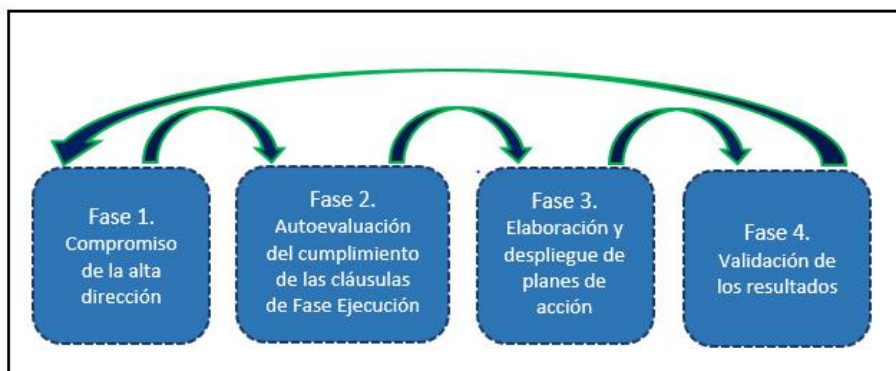 Fase 1.
Compromiso
de la alta
dirección
Fase 2.
Autoevaluación
del cumplimiento
de las cláusulas
de Fase Ejecución
Fase 3.
Elaboración y
despliegue de
planes de
acción
Fase 4.
Validación de
los resultados